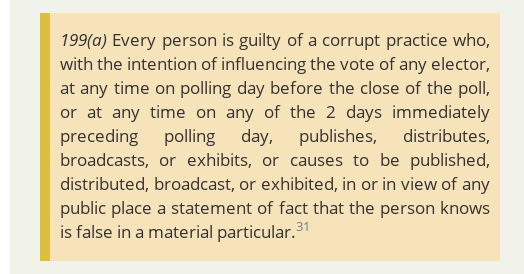 199(a) Every person is guilty of a corrupt practice who,
with the intention of influencing the vote of any elector,
at any time on polling day before the close of the poll,
or at any time on any of the 2 days immediately
preceding polling day, publishes, distributes,
broadcasts, or exhibits, or causes to be published,
distributed, broadcast, or exhibited, in or in view of any
public place a statement of fact that the person knows
is false in a material particular.31